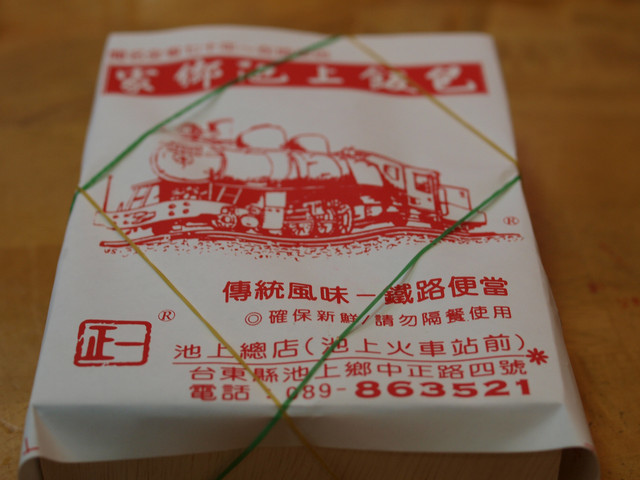 家鄉池上飯包
®
傳統風味－鐵路便當
◎確保新鮮/請勿隔餐使用
®
正一
池上總店(池上火車站前)
台東縣池上鄉中正路四號*
電話：089-863521